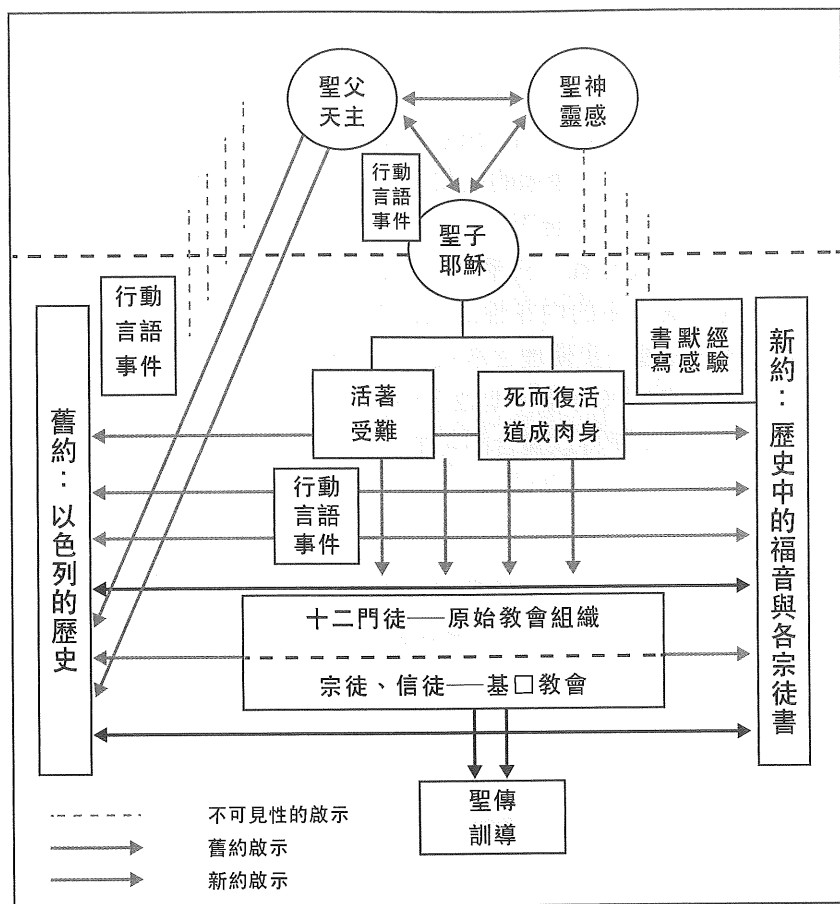 聖父
天主
聖神
靈感
行動
言語
事件
聖子
耶穌
行動
言語
事件
書默經
寫感驗
舊約：以色列的歷史
新約：歷史中的福音與各宗徒書
活著
受難
死而復活
道成肉身
行動
言語
事件
十二門徒──原始教會組織
宗徒、信徒──基□教會
聖傳
訓導
不可見性的啟示
舊約啟示
新約啟示